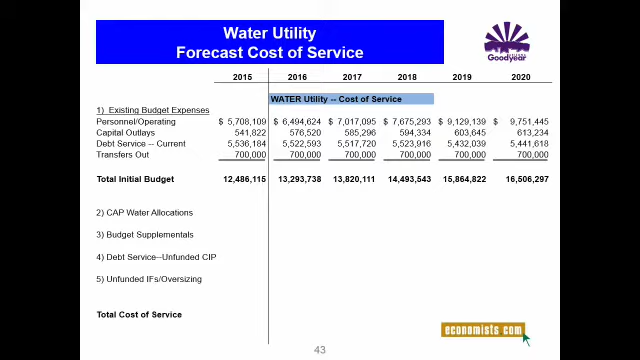 Water Utility
Forecast Cost of Service
Goodyear
2015 2016 2017 2018 2019 2020
WATER Utility -- Cost of Service
1) Existing Budget Expenses
Personnel/Operating $ 5,708,109 $ 6,494,624 $ 7,017,095 $ 7,675,293 $ 9,129,139 $ 9,751,445
Capital Outlays 541,822 576,520 585,296 594,334 603,645 613,234
Debt Service -- Current 5,536,184 5,522,593 5,517,720 5,523,916 5,432,039 5,441,618
Transfers Out 700,000 700,000 700,000 700,000 700,000 700,000
Total Initial Budget 12,486,115 13,293,738 13,820,111 14,493,543 15,864,822 16,506,297
2) CAP Water Allocations
3) Budget Supplementals
4) Debt Service--Unfunded CIP
5) Unfunded IFs/Oversizing
Total Cost of Service
economists.com
43